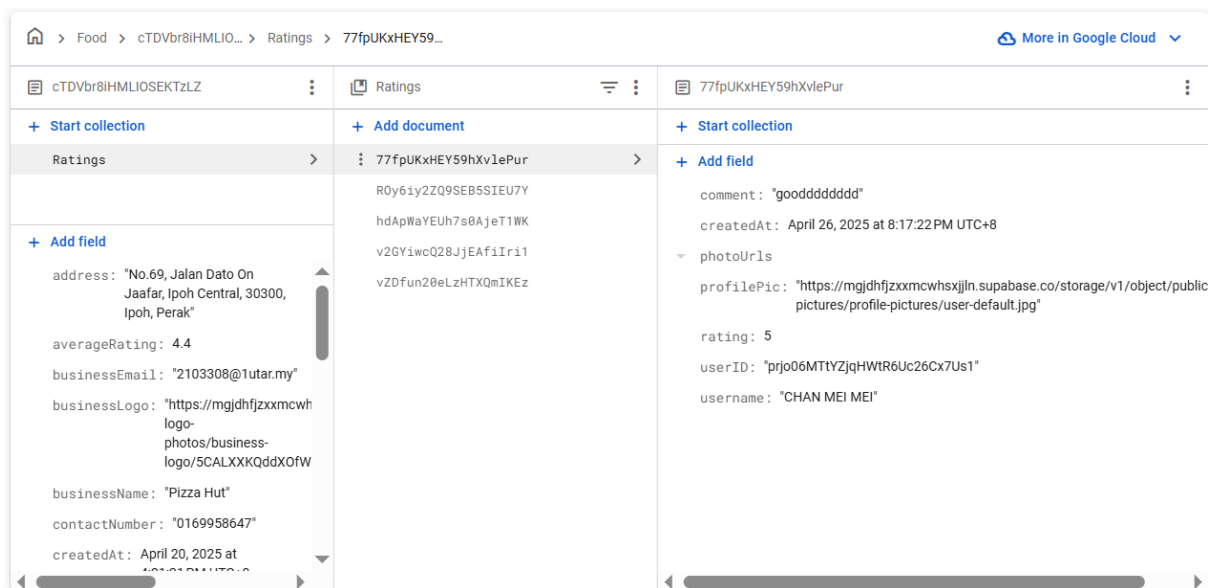 Food cTDVbr8iHMLIO... Ratings 77fpUKxHEY59...
More in Google Cloud
cTDVbr8iHMLIOSEKTzLZ
Start collection
Ratings
Add field
address: "No.69, Jalan Dato On
Jaafar, Ipoh Central, 30300,
Ipoh, Perak"
averageRating: 4.4
businessEmail: "2103308@1utar.my"
businessLogo: "https://mgjdhfjzxxmcwh
logo-
photos/business-
logo/5CALXXKQddXOfW
businessName: "Pizza Hut"
contactNumber: "0169958647"
createdAt: April 20, 2025 at
Ratings
Add document
77fpUKxHEY59hXvlePur
ROy6iy2ZQ9SEB5SIEU7Y
hdApWaYEUh7s0AjeT1WK
v2GYiwcQ28JjEAfiIri1
vZDfun20eLzHTXQmIKEz
77fpUKxHEY59hXvlePur
Start collection
Add field
comment: "gooddddddddd"
createdAt: April 26, 2025 at 8:17:22 PM UTC+8
photoUrls
profilePic: "https://mgjdhfjzxxmcwhsxjjln.supabase.co/storage/v1/object/public
pictures/profile-pictures/user-default.jpg"
rating: 5
userID: "prjo06MTtYZjqHWtR6Uc26Cx7Us1"
username: "CHAN MEI MEI"